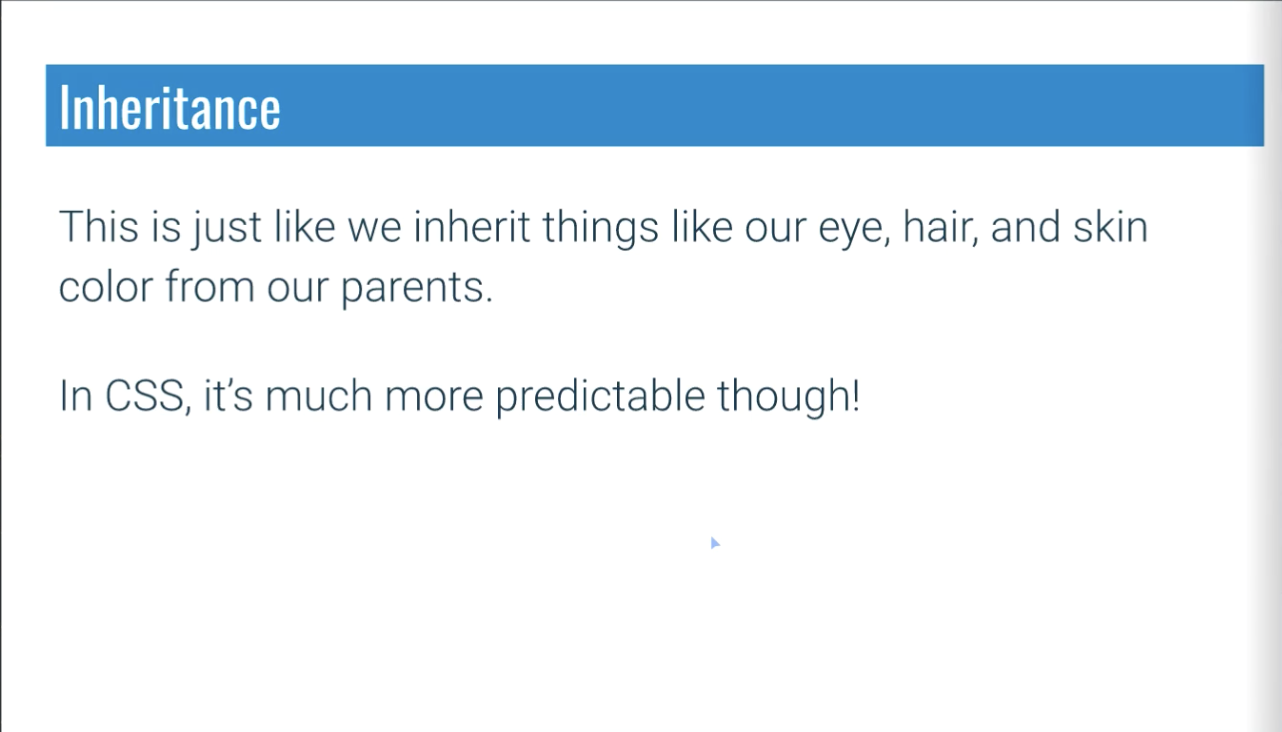 Inheritance
This is just like we inherit things like our eye, hair, and skin
color from our parents.
In CSS, it’s much more predictable though!